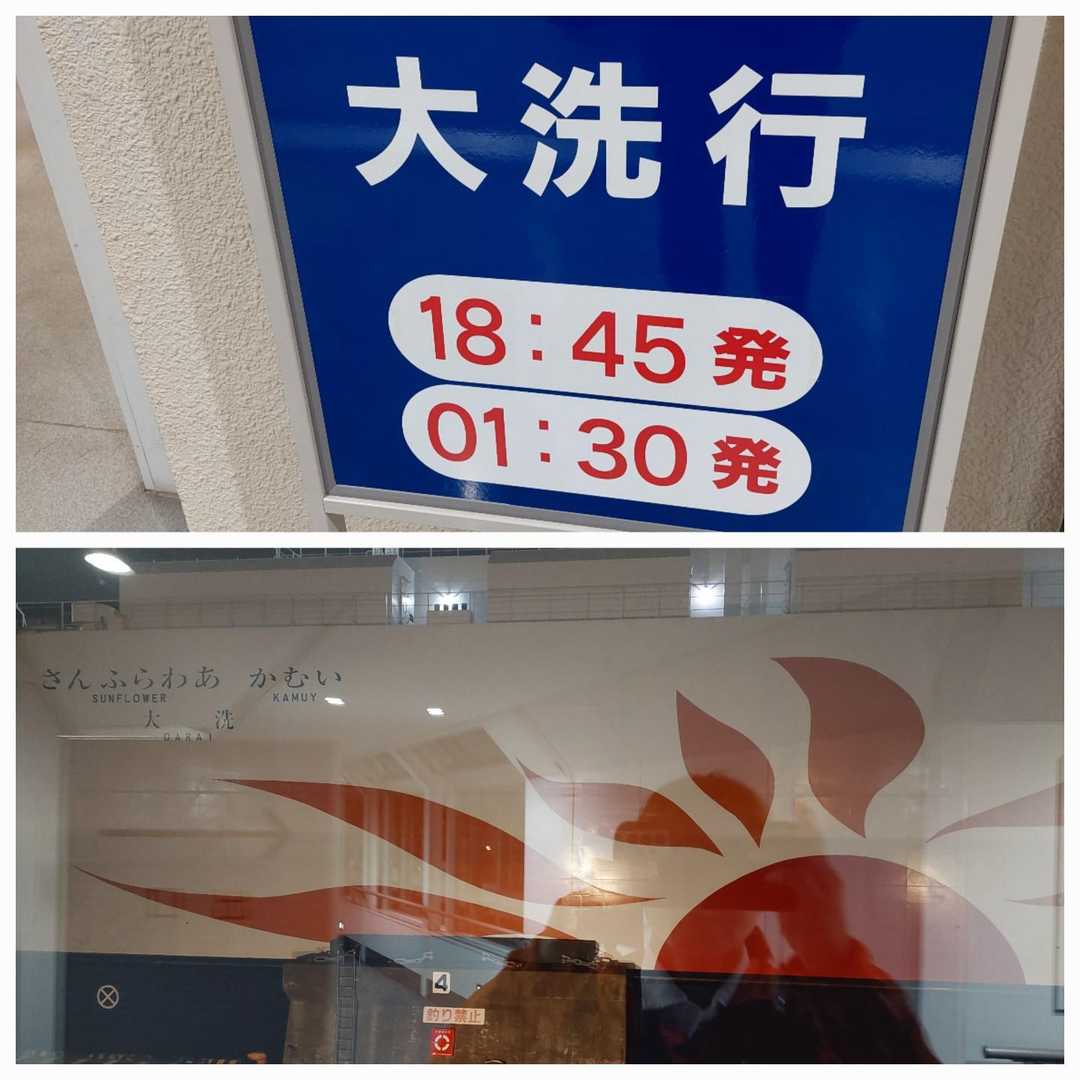 大洗行
18:45発
01:30発
さんふらわあ かむい
SUNFLOWER KAMUY
大洗
OARAI
4
釣り禁止